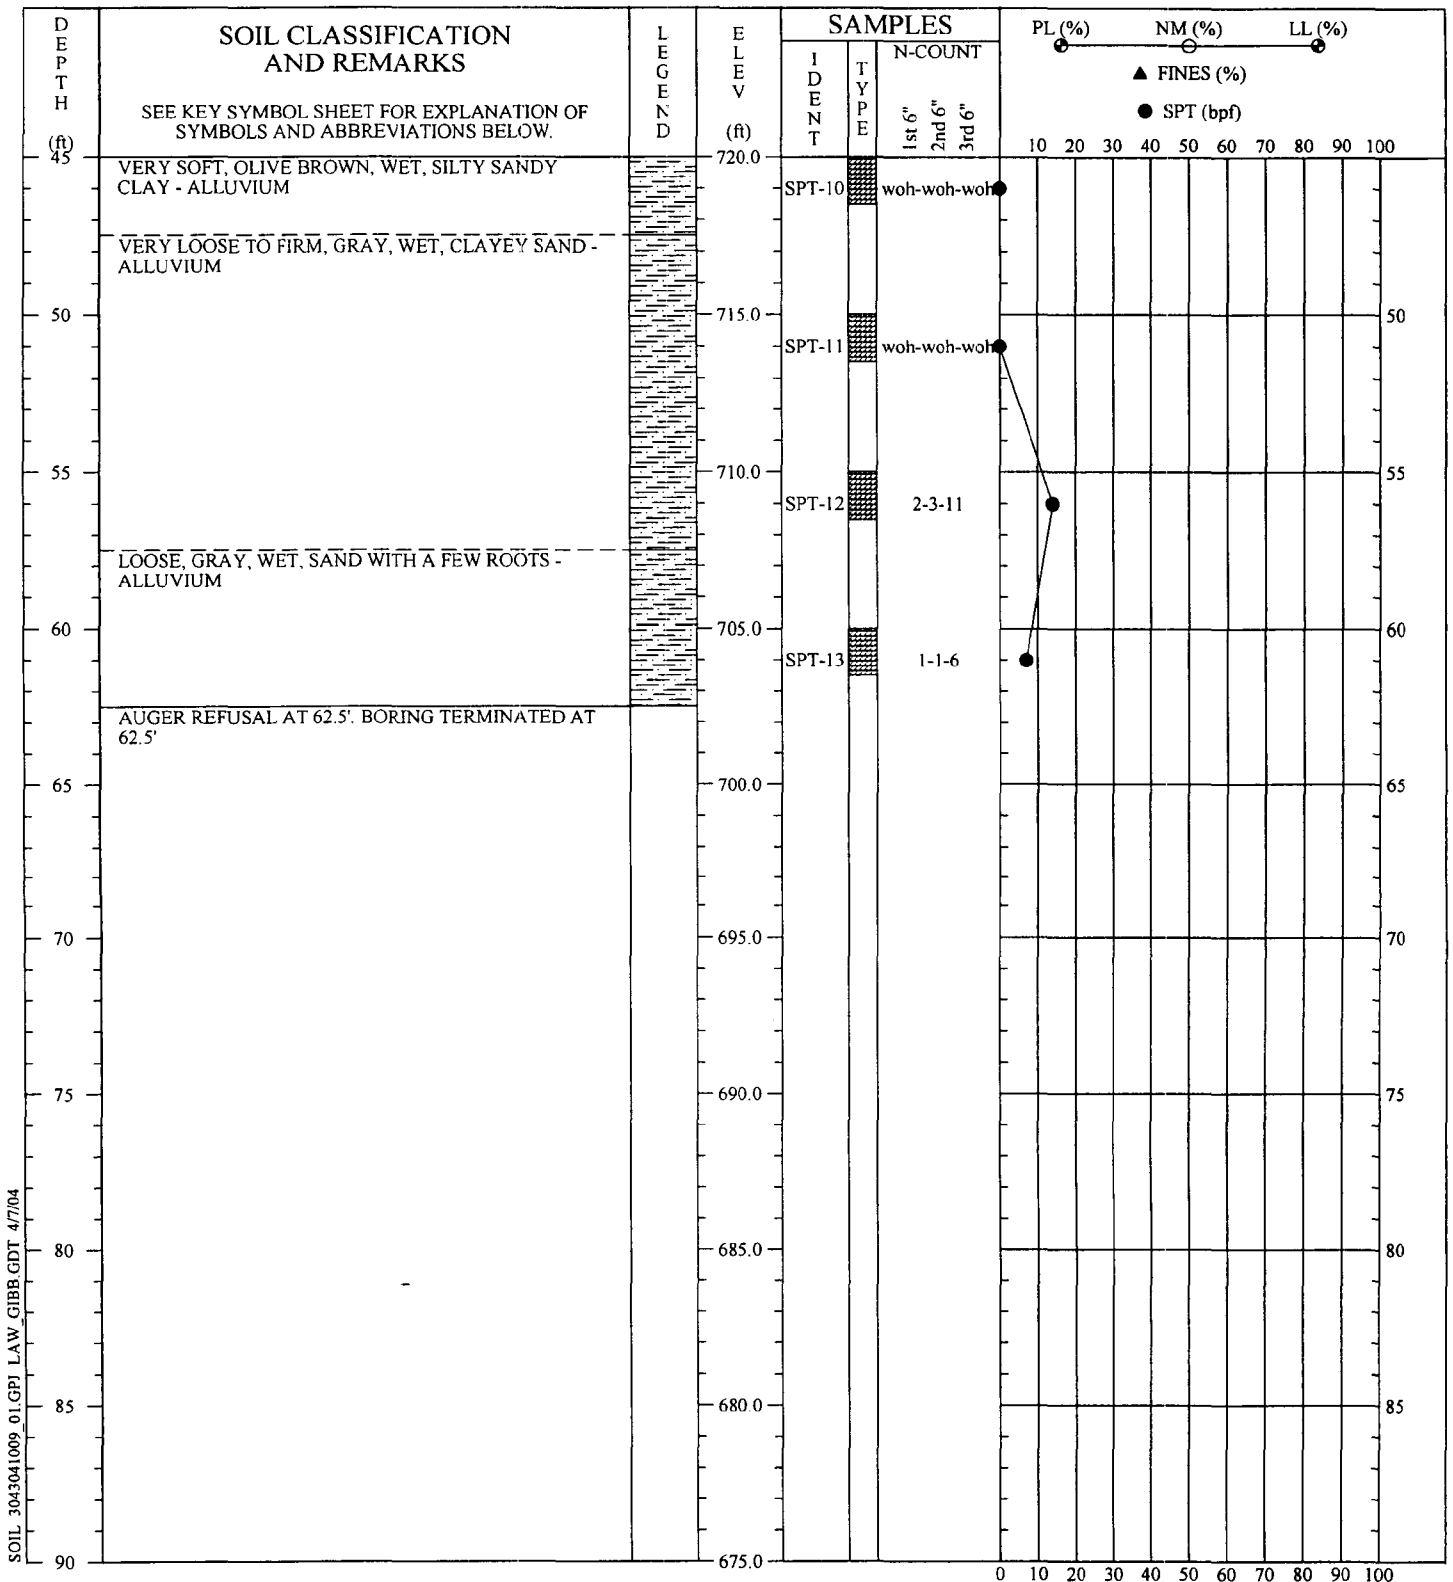 DEPTH (ft)
SOIL CLASSIFICATION
AND REMARKS
SEE KEY SYMBOL SHEET FOR EXPLANATION OF
SYMBOLS AND ABBREVIATIONS BELOW.
LEGEND
ELEV (ft)
SAMPLES
IDENT
TYPE
N-COUNT
1st 6"
2nd 6"
3rd 6"
PL (%) NM (%) LL (%)
▲ FINES (%)
● SPT (bpf)
10 20 30 40 50 60 70 80 90 100
45 720.0
VERY SOFT, OLIVE BROWN, WET, SILTY SANDY
CLAY - ALLUVIUM
SPT-10 woh-woh-woh
VERY LOOSE TO FIRM, GRAY, WET, CLAYEY SAND -
ALLUVIUM
50 715.0 50
SPT-11 woh-woh-woh
55 710.0 55
SPT-12 2-3-11
LOOSE, GRAY, WET, SAND WITH A FEW ROOTS -
ALLUVIUM
60 705.0 60
SPT-13 1-1-6
AUGER REFUSAL AT 62.5'. BORING TERMINATED AT
62.5'
65 700.0 65
70 695.0 70
75 690.0 75
80 685.0 80
85 680.0 85
90 675.0
0 10 20 30 40 50 60 70 80 90 100
SOIL 3043041009_01.GPJ LAW_GIBB.GDT 4/7/04